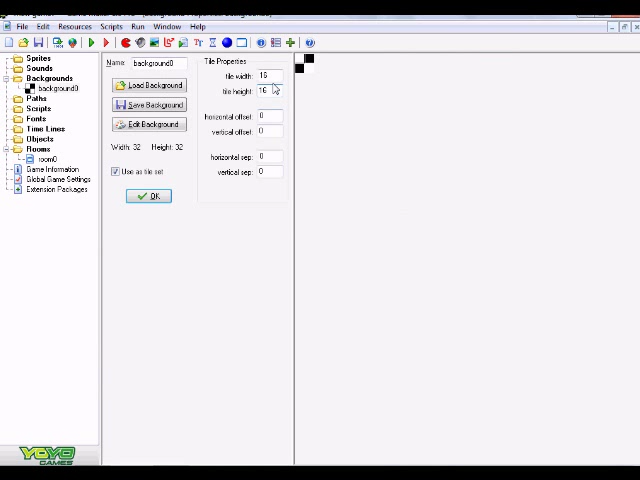 File Edit Resources Scripts Run Window Help
Sprites
Sounds
Backgrounds
background0
Paths
Scripts
Fonts
Time Lines
Objects
Rooms
room0
Game Information
Global Game Settings
Extension Packages
YOYO
GAMES
Name: background0
Load Background
Save Background
Edit Background
Width: 32 Height: 32
Use as tile set
OK
Tile Properties
tile width: 16
tile height: 16
horizontal offset: 0
vertical offset: 0
horizontal sep: 0
vertical sep: 0